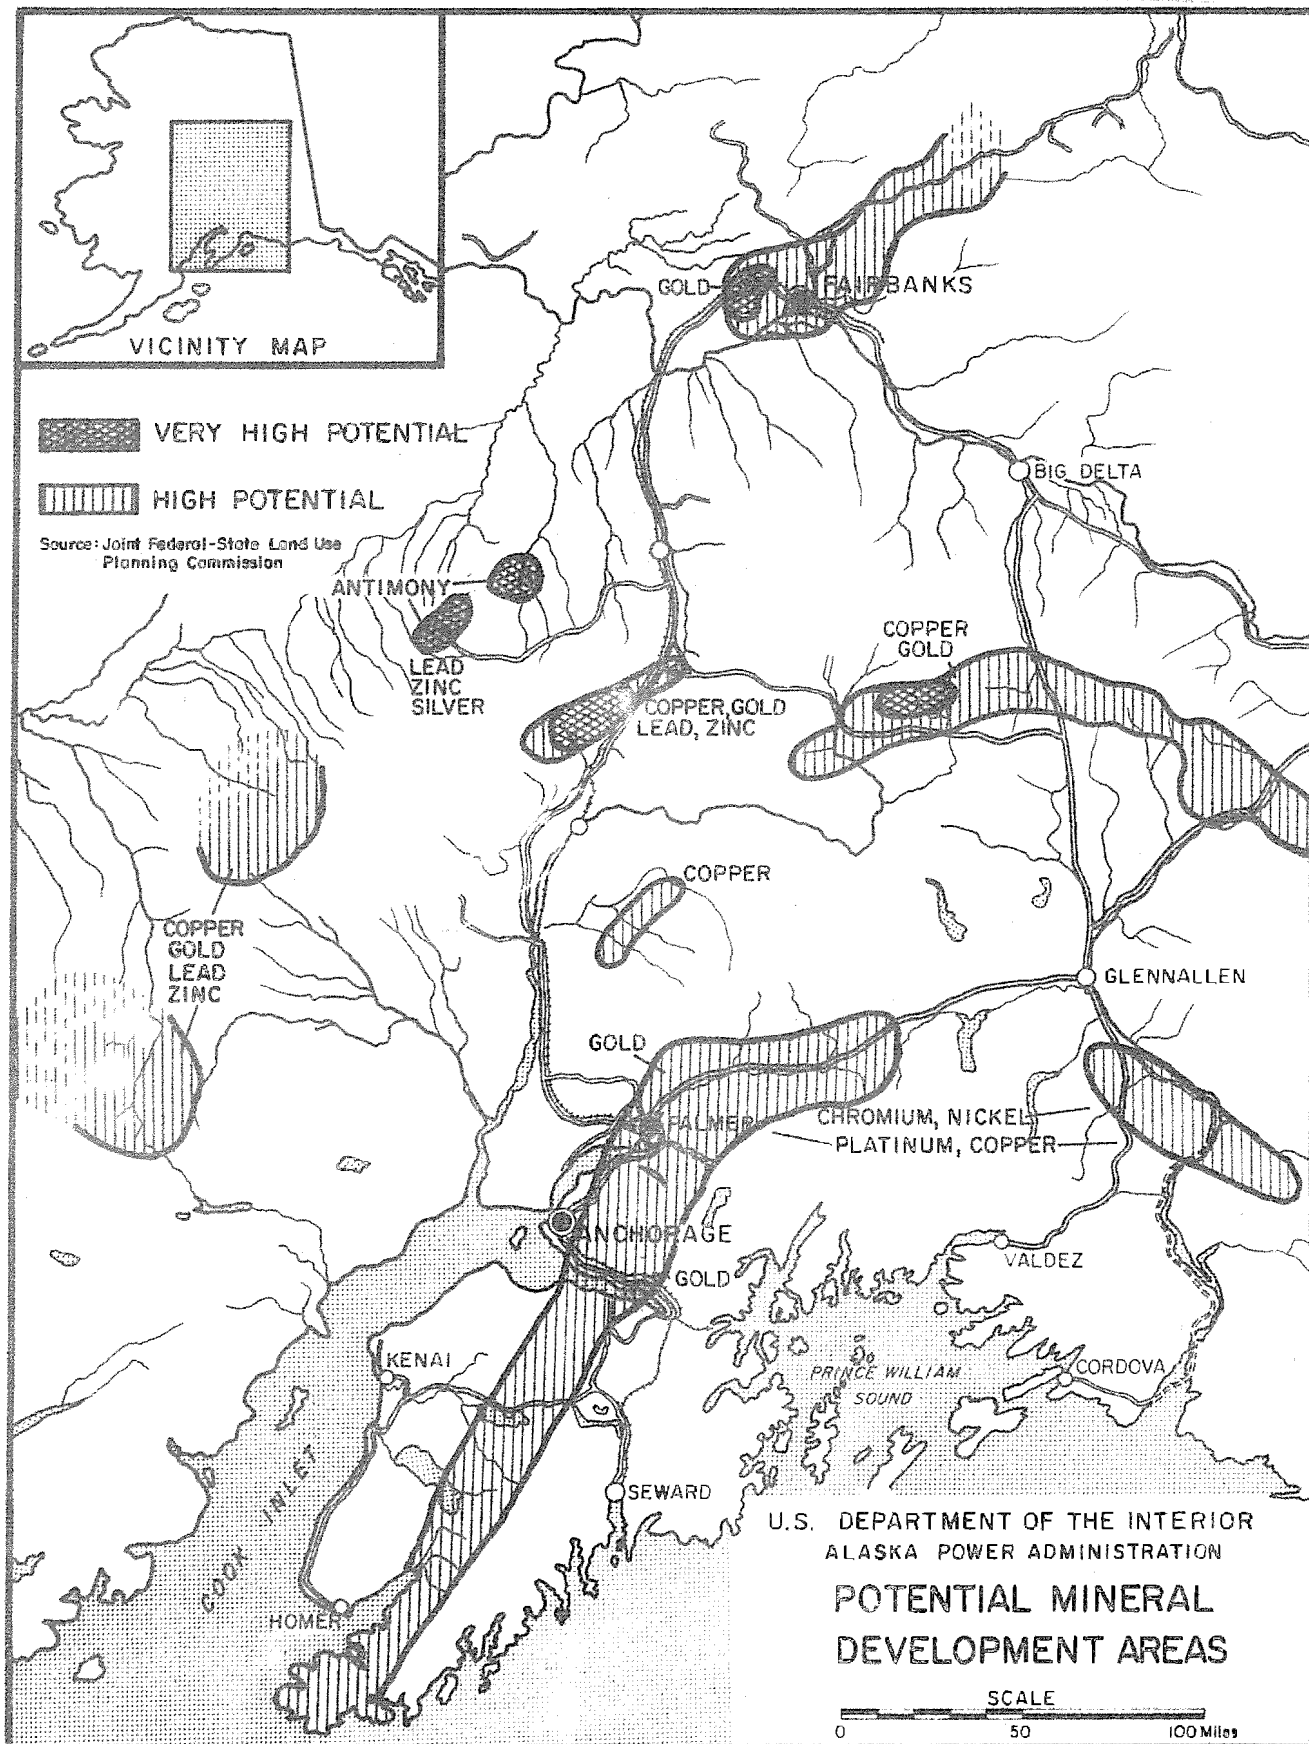 VICINITY MAP
VERY HIGH POTENTIAL
HIGH POTENTIAL
Source: Joint Federal-State Land Use
Planning Commission
GOLD
FAIRBANKS
BIG DELTA
ANTIMONY
LEAD
ZINC
SILVER
COPPER
GOLD
COPPER, GOLD
LEAD, ZINC
COPPER
COPPER
GOLD
LEAD
ZINC
GLENNALLEN
GOLD
PALMER
CHROMIUM, NICKEL
PLATINUM, COPPER
ANCHORAGE
GOLD
VALDEZ
KENAI
PRINCE WILLIAM
SOUND
CORDOVA
COOK INLET
SEWARD
HOMER
U.S. DEPARTMENT OF THE INTERIOR
ALASKA POWER ADMINISTRATION
POTENTIAL MINERAL
DEVELOPMENT AREAS
SCALE
0 50 100 Miles